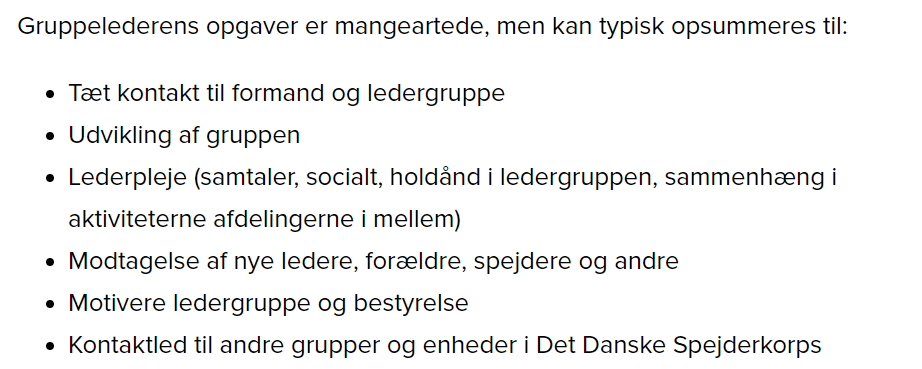 Gruppelederens opgaver er mangeartede, men kan typisk opsummeres til:
• Tæt kontakt til formand og ledergruppe
• Udvikling af gruppen
• Lederpleje (samtaler, socialt, holdånd i ledergruppen, sammenhæng i
aktiviteterne afdelingerne i mellem)
• Modtagelse af nye ledere, forældre, spejdere og andre
• Motivere ledergruppe og bestyrelse
• Kontaktled til andre grupper og enheder i Det Danske Spejderkorps